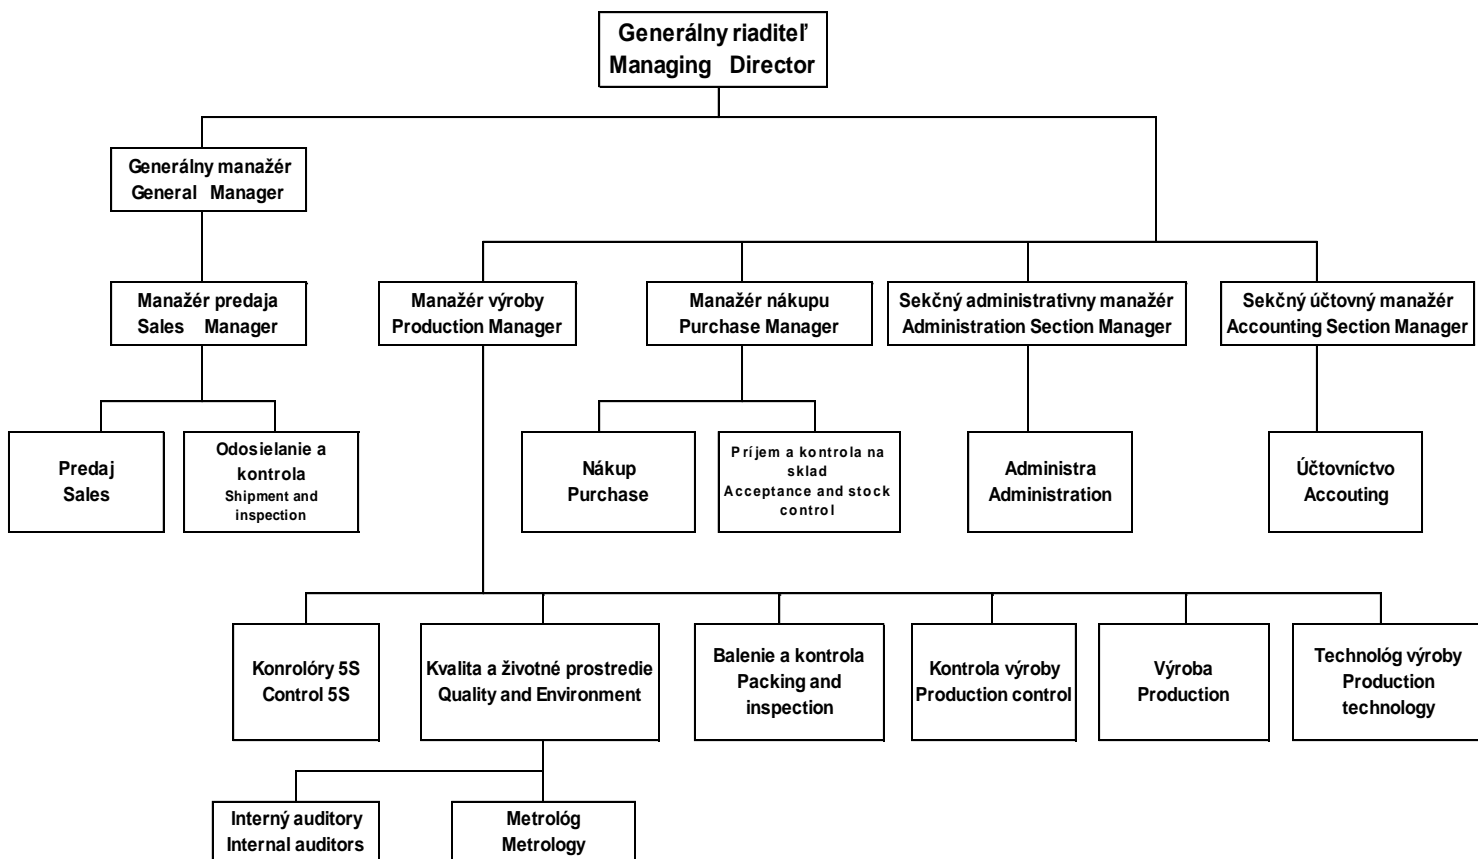 Generálny riaditeľ
Managing Director
Generálny manažér
General Manager
Manažér predaja
Sales Manager
Manažér výroby
Production Manager
Manažér nákupu
Purchase Manager
Sekčný administrativny manažér
Administration Section Manager
Sekčný účtovný manažér
Accounting Section Manager
Predaj
Sales
Odosielanie a
kontrola
Shipment and
inspection
Nákup
Purchase
Príjem a kontrola na
sklad
Acceptance and stock
control
Administra
Administration
Účtovníctvo
Accouting
Konrolóry 5S
Control 5S
Kvalita a životné prostredie
Quality and Environment
Balenie a kontrola
Packing and
inspection
Kontrola výroby
Production control
Výroba
Production
Technológ výroby
Production
technology
Interný auditory
Internal auditors
Metrológ
Metrology